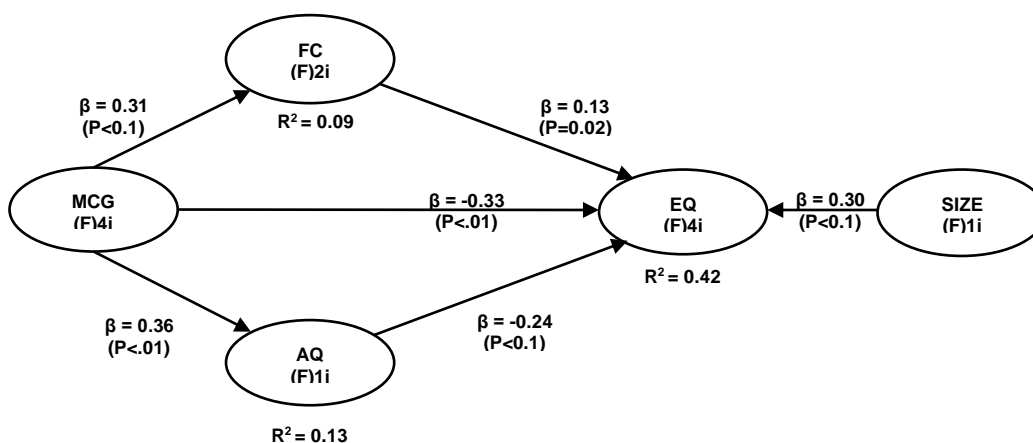 FC
(F)2i
β = 0.31
(P<0.1)
R² = 0.09
β = 0.13
(P=0.02)
MCG
(F)4i
β = -0.33
(P<.01)
EQ
(F)4i
β = 0.30
(P<0.1)
SIZE
(F)1i
R² = 0.42
β = 0.36
(P<.01)
β = -0.24
(P<0.1)
AQ
(F)1i
R² = 0.13